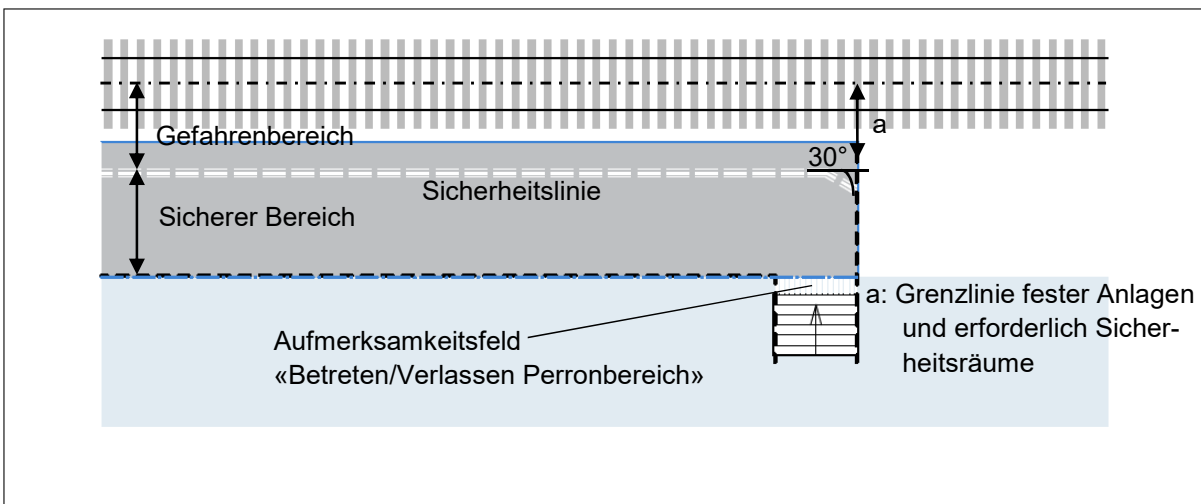 a
Gefahrenbereich
30°
Sicherheitslinie
Sicherer Bereich
a: Grenzlinie fester Anlagen
und erforderlich Sicher-
heitsräume
Aufmerksamkeitsfeld
«Betreten/Verlassen Perronbereich»